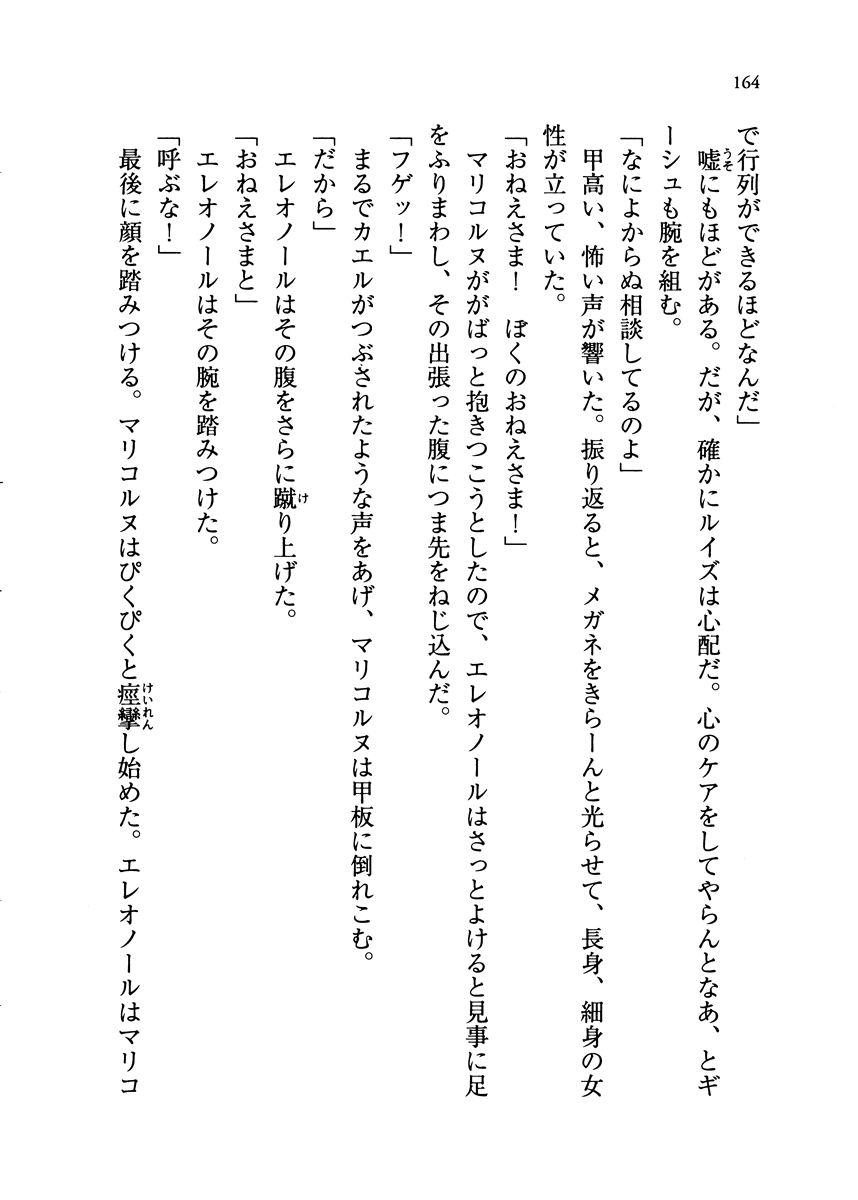 164
で行列ができるほどなんだ」
嘘にもほどがある。だが、確かにルイズは心配だ。心のケアをしてやらんとなあ、とギ
ーシュも腕を組む。
「なによからぬ相談してるのよ」
甲高い、怖い声が響いた。振り返ると、メガネをきらーんと光らせて、長身、細身の女
性が立っていた。
「おねえさま！　ぼくのおねえさま！」
マリコルヌががばっと抱きつこうとしたので、エレオノールはさっとよけると見事に足
をふりまわし、その出張った腹につま先をねじ込んだ。
「フゲッ！」
まるでカエルがつぶされたような声をあげ、マリコルヌは甲板に倒れこむ。
「だから」
エレオノールはその腹をさらに蹴り上げた。
「おねえさまと」
エレオノールはその腕を踏みつけた。
「呼ぶな！」
最後に顔を踏みつける。マリコルヌはぴくぴくと痙攣し始めた。エレオノールはマリコ